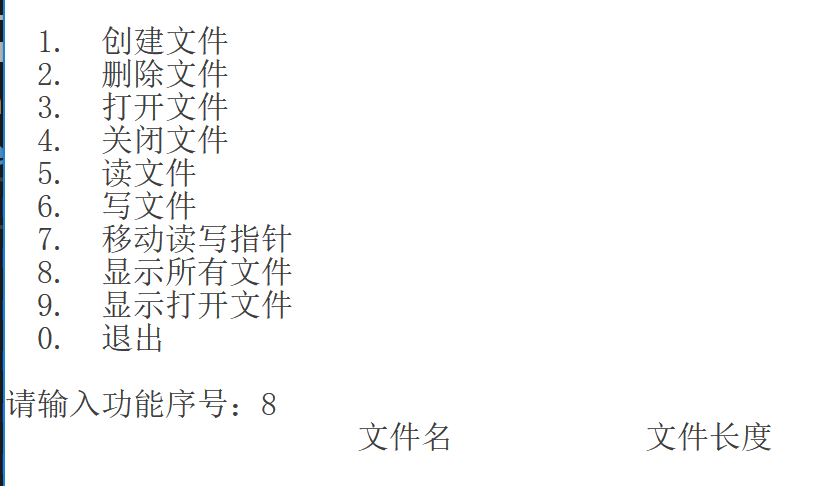 1. 创建文件
2. 删除文件
3. 打开文件
4. 关闭文件
5. 读文件
6. 写文件
7. 移动读写指针
8. 显示所有文件
9. 显示打开文件
0. 退出
请输入功能序号：8
文件名 文件长度